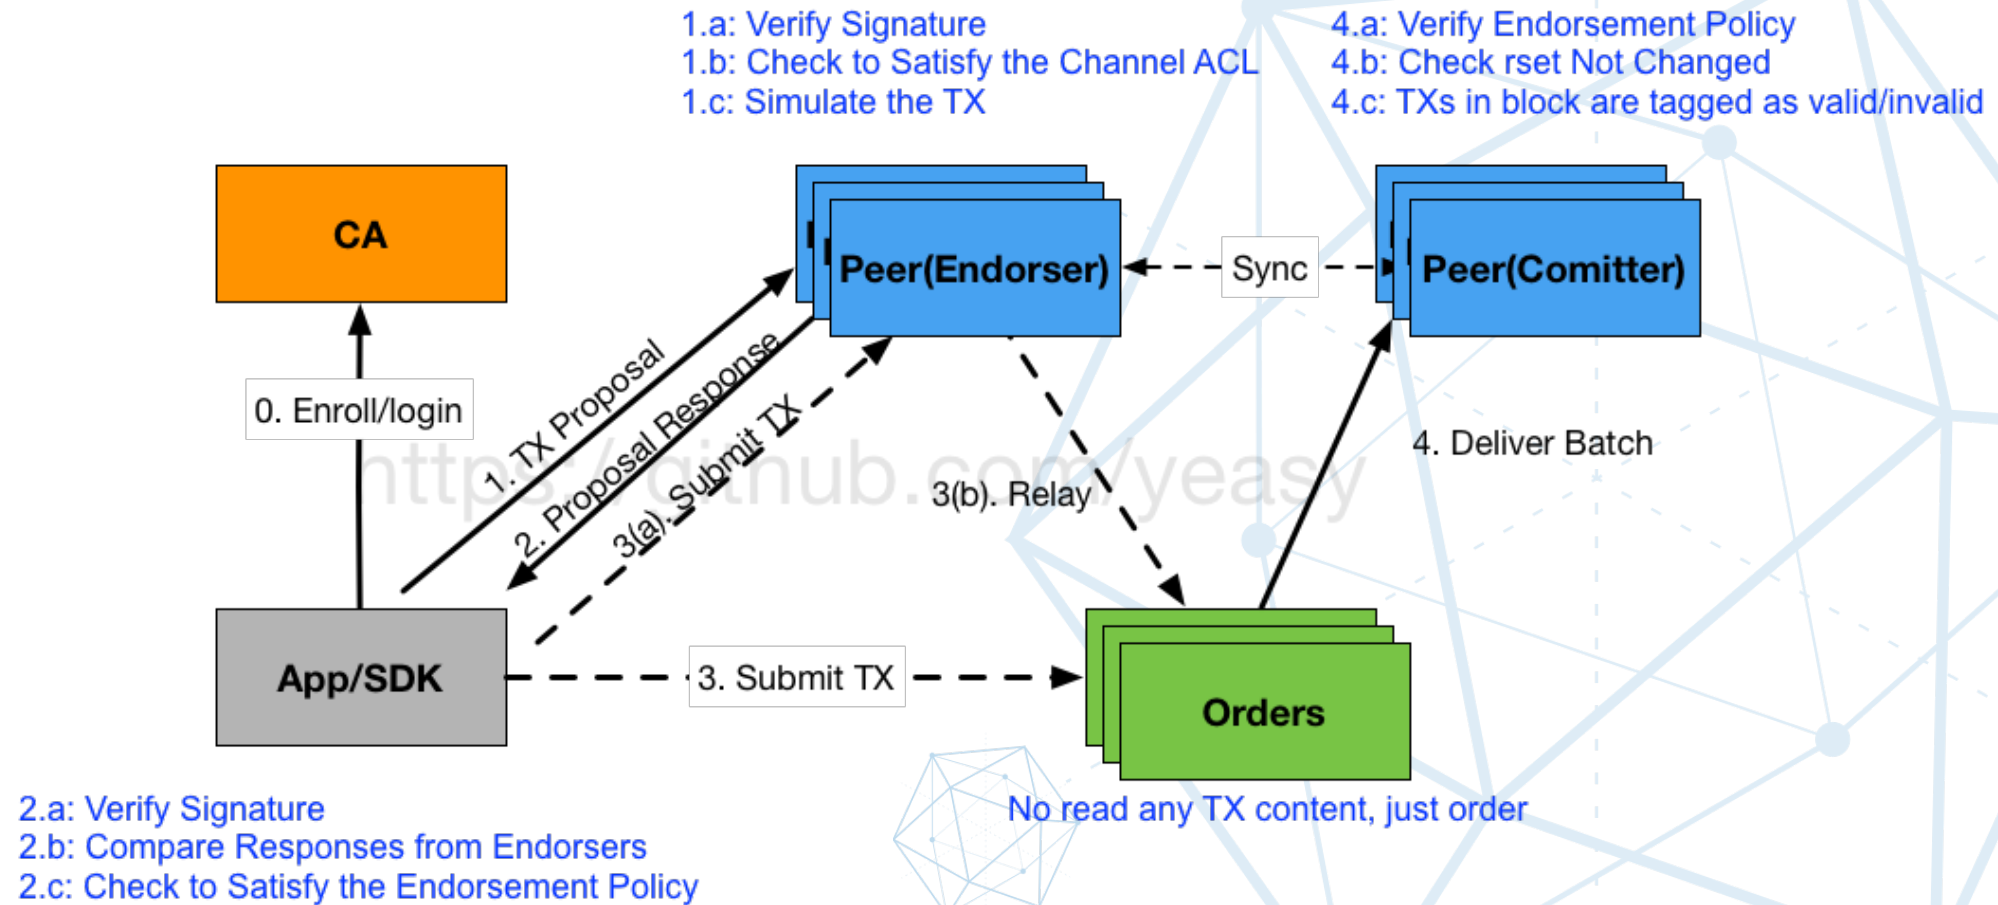 1.a: Verify Signature
1.b: Check to Satisfy the Channel ACL
1.c: Simulate the TX
4.a: Verify Endorsement Policy
4.b: Check rset Not Changed
4.c: TXs in block are tagged as valid/invalid
CA
Peer(Endorser)
Sync
Peer(Comitter)
0. Enroll/login
1. TX Proposal
2. Proposal Response
3(a). Submit TX
3(b). Relay
4. Deliver Batch
https://github.com/yeasy
App/SDK
3. Submit TX
Orders
No read any TX content, just order
2.a: Verify Signature
2.b: Compare Responses from Endorsers
2.c: Check to Satisfy the Endorsement Policy